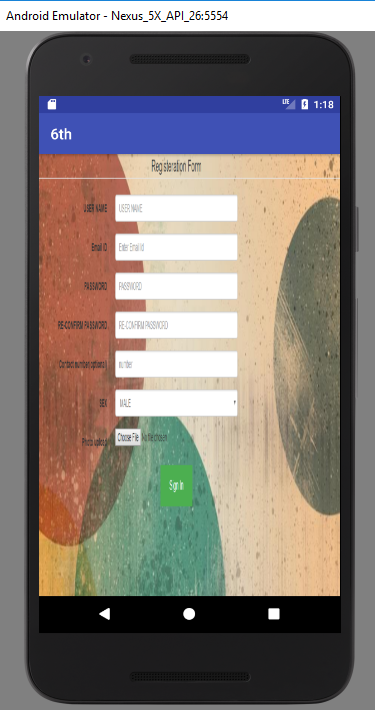 Android Emulator - Nexus_5X_API_26:5554
LTE 1:18
6th
Registeration Form
USER NAME USER NAME
Email ID Enter Email Id
PASSWORD PASSWORD
RE-CONFIRM PASSWORD. RE-CONFIRM PASSWORD
Contact number(options) number
SEX MALE
Photo upload Choose File No file chosen
Sign In